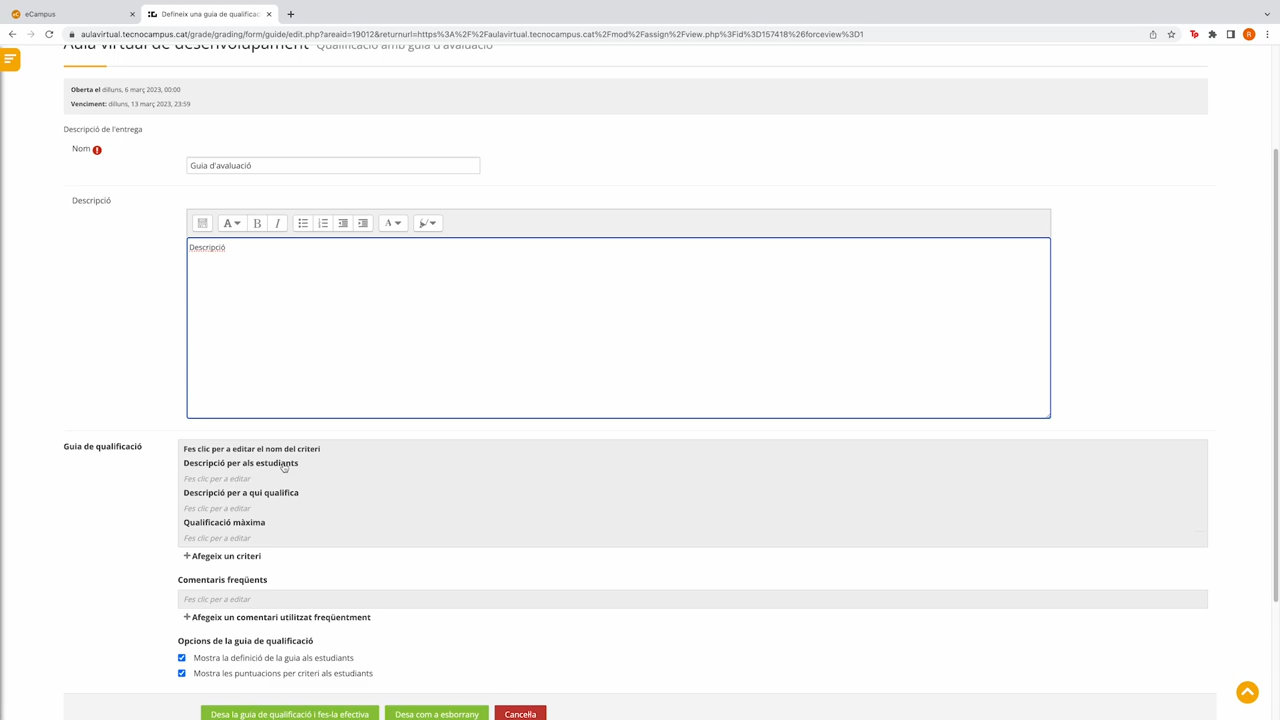 eCampus
Defineix una guia de qualificac
aulavirtual.tecnocampus.cat/grade/grading/form/guide/edit.php?areaid=19012&returnurl=https%3A%2F%2Faulavirtual.tecnocampus.cat%2Fmod%2Fassign%2Fview.php%3Fid%3D157418%26forceview%3D1
Aula virtual de desenvolupament Qualificació amb guia d'avaluació
Oberta el dilluns, 6 març 2023, 00:00
Venciment: dilluns, 13 març 2023, 23:59
Descripció de l'entrega
Nom
Guia d'avaluació
Descripció
Descripció
Guia de qualificació
Fes clic per a editar el nom del criteri
Descripció per als estudiants
Fes clic per a editar
Descripció per a qui qualifica
Fes clic per a editar
Qualificació màxima
Fes clic per a editar
+ Afegeix un criteri
Comentaris freqüents
Fes clic per a editar
+ Afegeix un comentari utilitzat freqüentment
Opcions de la guia de qualificació
Mostra la definició de la guia als estudiants
Mostra les puntuacions per criteri als estudiants
Desa la guia de qualificació i fes-la efectiva Desa com a esborrany Cancel·la